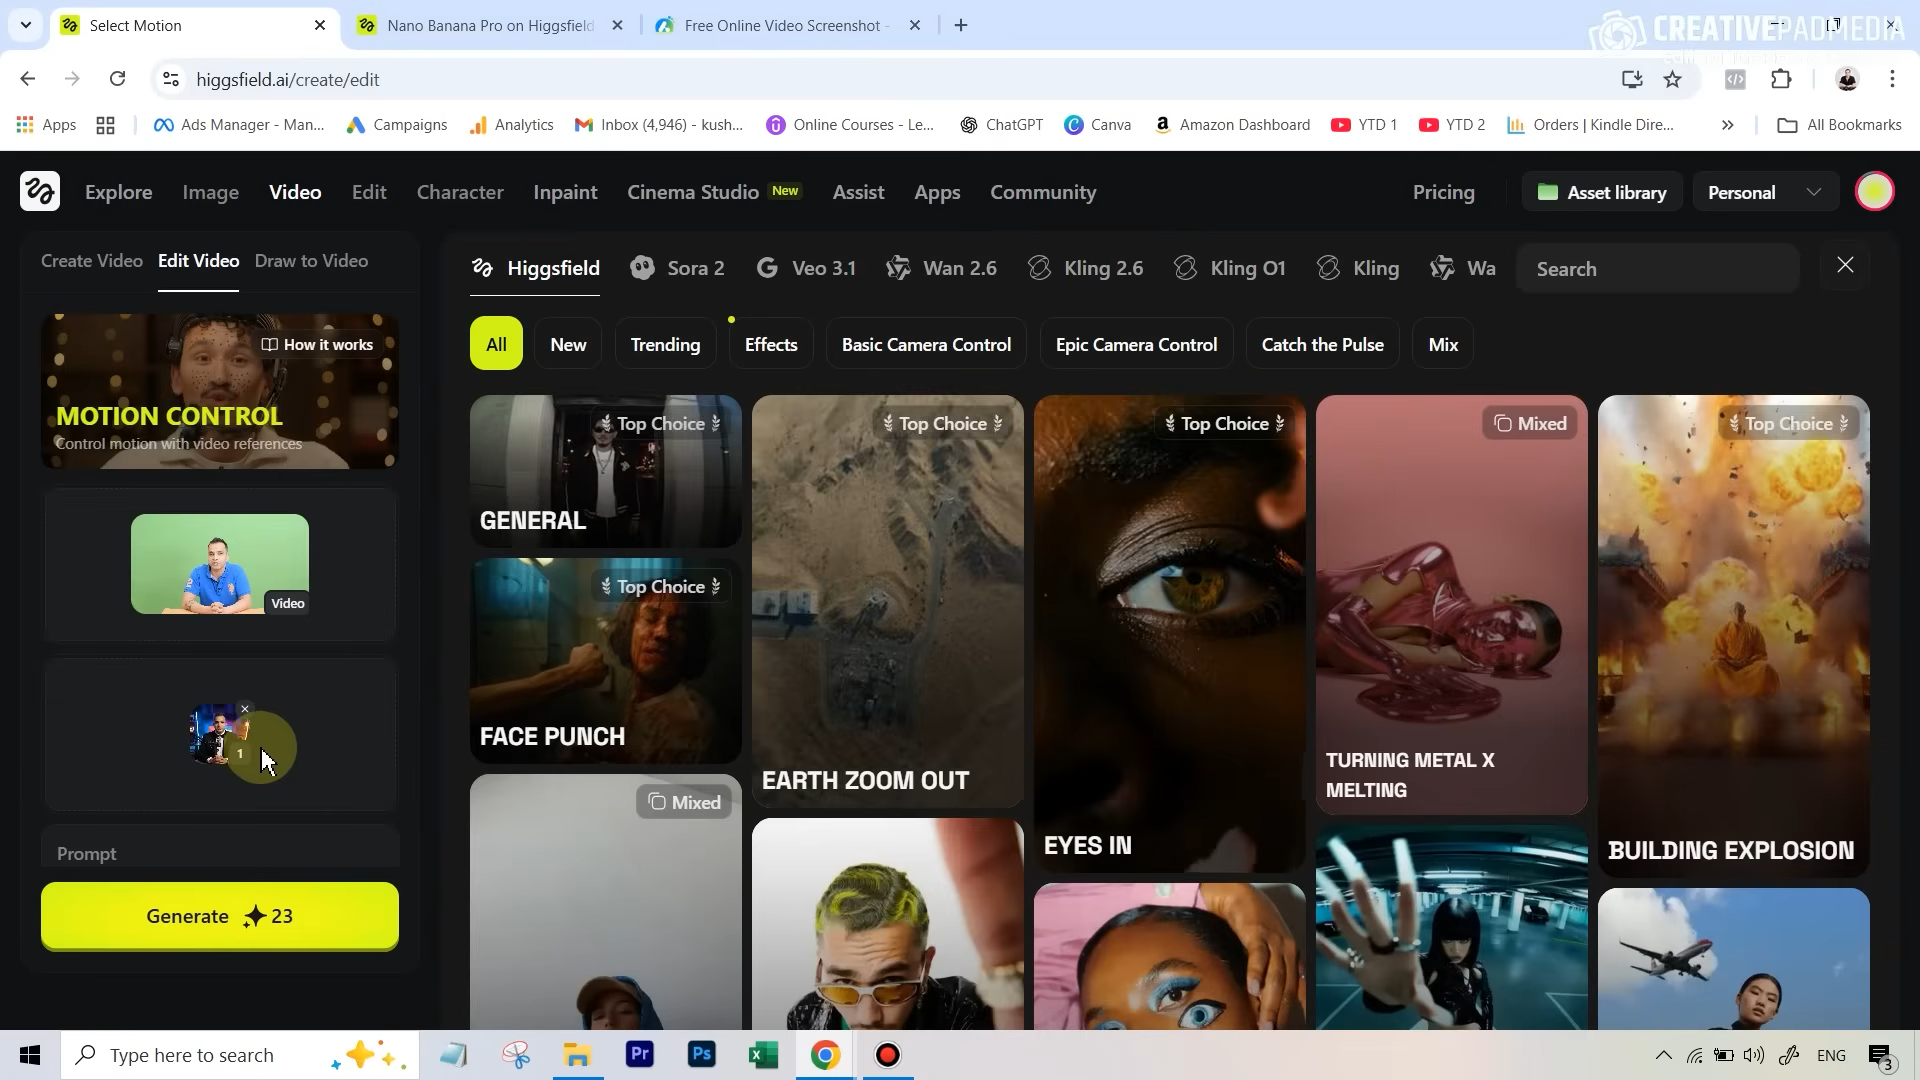 Select Motion
Nano Banana Pro on Higgsfield
Free Online Video Screenshot -
CREATIVEPADMEDIA
higgsfield.ai/create/edit
Apps
Ads Manager - Man...
Campaigns
Analytics
Inbox (4,946) - kush...
Online Courses - Le...
ChatGPT
Canva
Amazon Dashboard
YTD 1
YTD 2
Orders | Kindle Dire...
All Bookmarks
Explore
Image
Video
Edit
Character
Inpaint
Cinema Studio New
Assist
Apps
Community
Pricing
Asset library
Personal
Create Video
Edit Video
Draw to Video
Higgsfield
Sora 2
Veo 3.1
Wan 2.6
Kling 2.6
Kling O1
Kling
Wa
Search
All
New
Trending
Effects
Basic Camera Control
Epic Camera Control
Catch the Pulse
Mix
How it works
MOTION CONTROL
Control motion with video references
Video
1
Prompt
Generate 23
Top Choice
GENERAL
Top Choice
FACE PUNCH
Mixed
Top Choice
EARTH ZOOM OUT
Top Choice
EYES IN
Mixed
TURNING METAL X
MELTING
Top Choice
BUILDING EXPLOSION
Type here to search
Pr
Ps
ENG
3